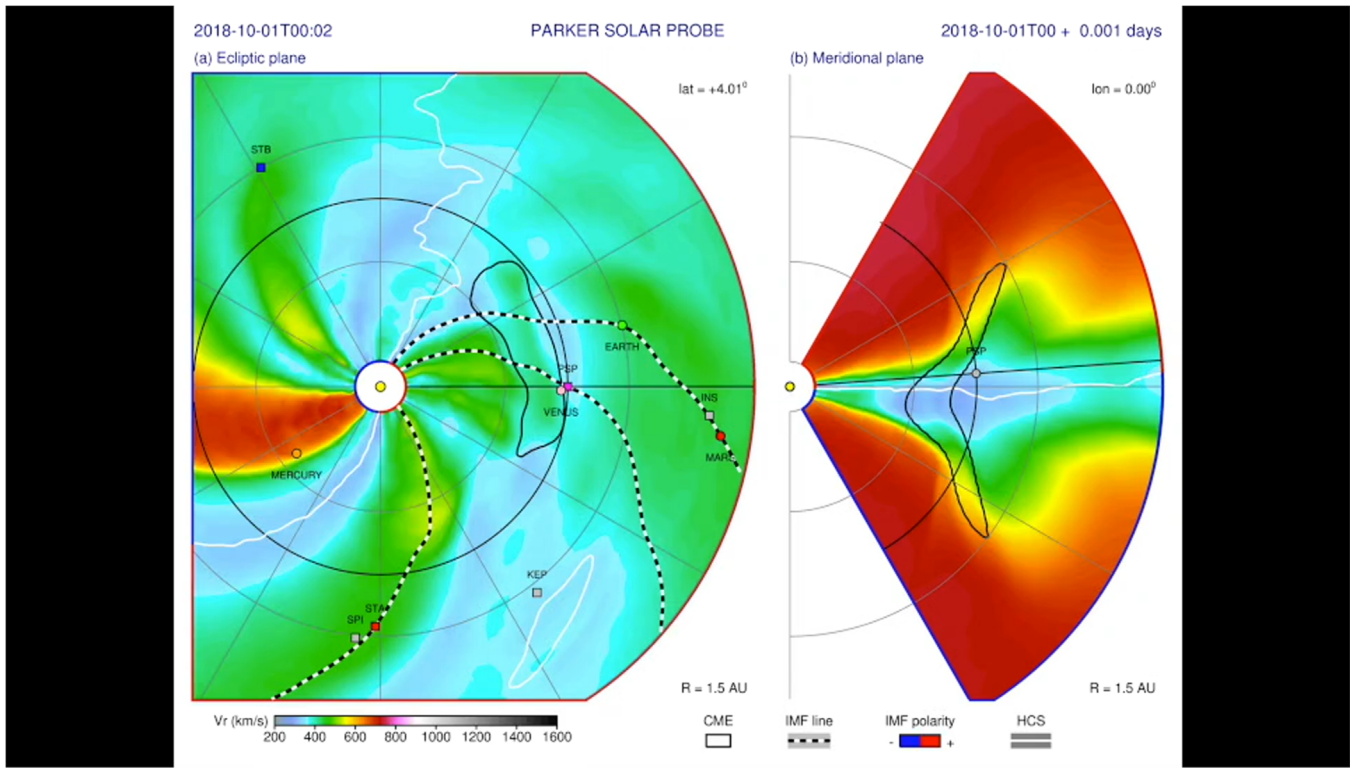 2018-10-01T00:02 PARKER SOLAR PROBE 2018-10-01T00 + 0.001 days
(a) Ecliptic plane (b) Meridional plane
lat = +4.01⁰ lon = 0.00⁰
STB
EARTH
PSP PSP
VENUS
INS
MARS
MERCURY
KEP
STA
SPI
R = 1.5 AU R = 1.5 AU
Vr (km/s)
200 400 600 800 1000 1200 1400 1600
CME IMF line IMF polarity HCS
- +